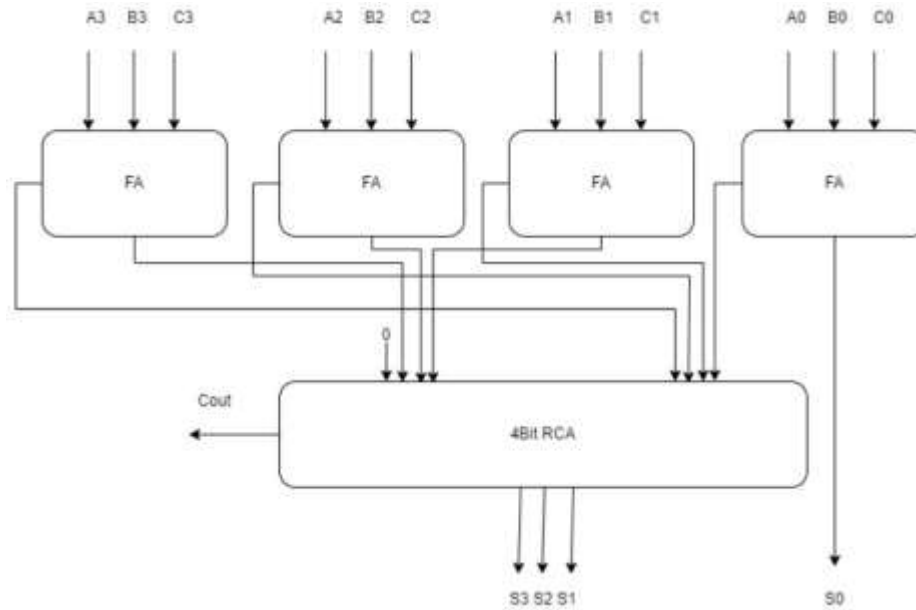 A3 B3 C3 A2 B2 C2 A1 B1 C1 A0 B0 C0
FA FA FA FA
0
Cout
4Bit RCA
S3 S2 S1 S0